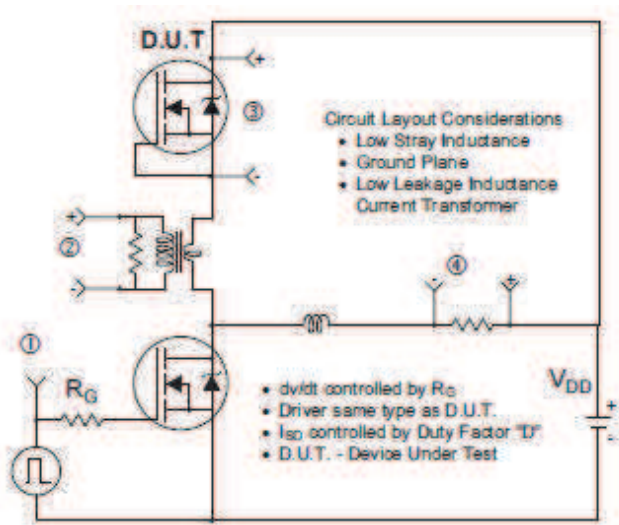 D.U.T
+
③
-
Circuit Layout Considerations
• Low Stray Inductance
• Ground Plane
• Low Leakage Inductance
Current Transformer
+
②
-
④
-
+
①
RG
VDD
+
-
• dv/dt controlled by RG
• Driver same type as D.U.T.
• ISD controlled by Duty Factor "D"
• D.U.T. - Device Under Test